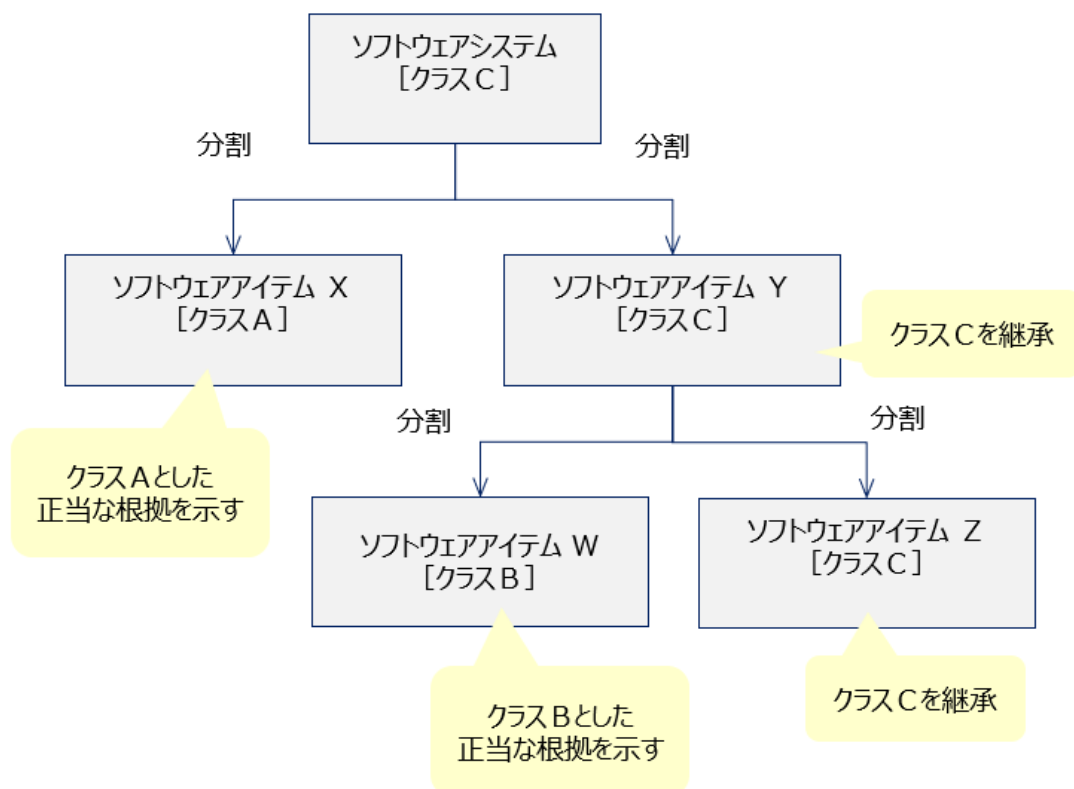 ソフトウェアシステム
［クラスＣ］
分割
分割
ソフトウェアアイテム Ｘ
［クラスＡ］
ソフトウェアアイテム Ｙ
［クラスＣ］
クラスＣを継承
クラスＡとした
正当な根拠を示す
分割
分割
ソフトウェアアイテム Ｗ
［クラスＢ］
ソフトウェアアイテム Ｚ
［クラスＣ］
クラスＢとした
正当な根拠を示す
クラスＣを継承